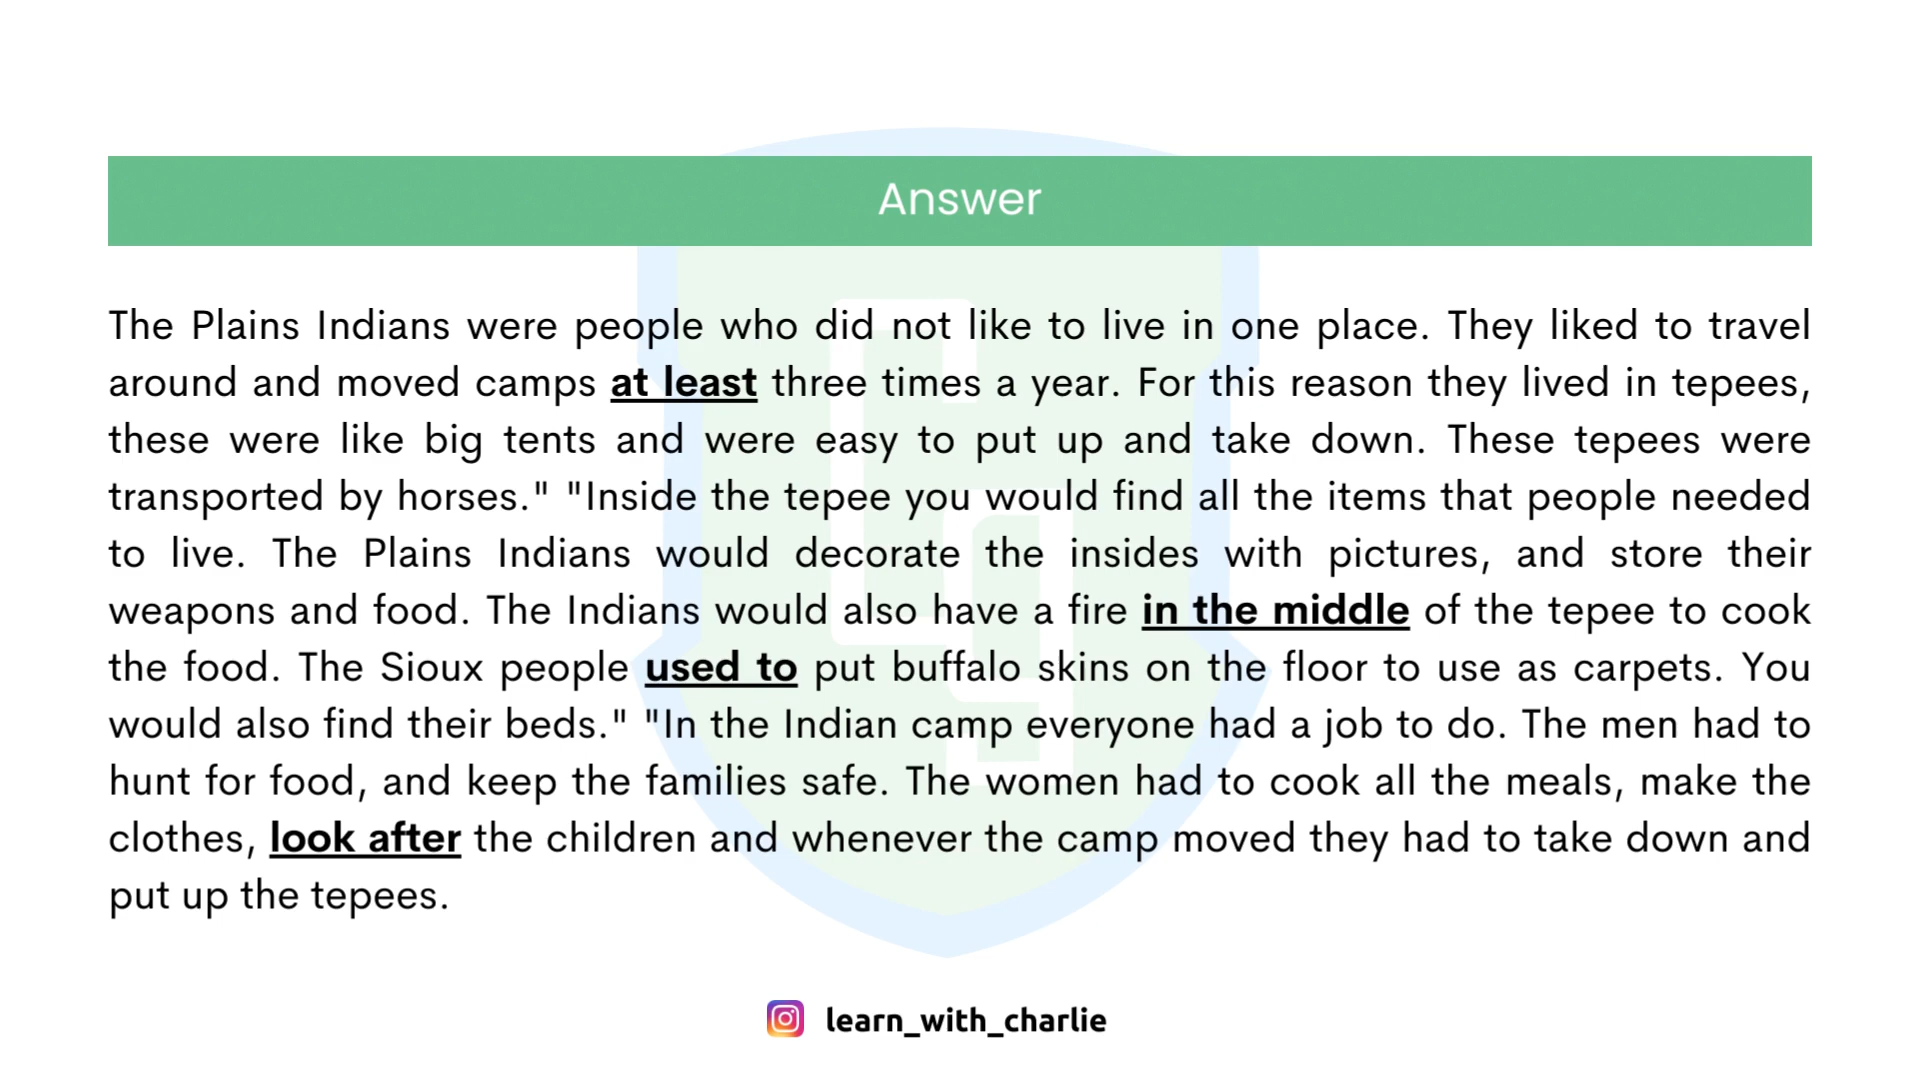 Answer
The Plains Indians were people who did not like to live in one place. They liked to travel
around and moved camps at least three times a year. For this reason they lived in tepees,
these were like big tents and were easy to put up and take down. These tepees were
transported by horses." "Inside the tepee you would find all the items that people needed
to live. The Plains Indians would decorate the insides with pictures, and store their
weapons and food. The Indians would also have a fire in the middle of the tepee to cook
the food. The Sioux people used to put buffalo skins on the floor to use as carpets. You
would also find their beds." "In the Indian camp everyone had a job to do. The men had to
hunt for food, and keep the families safe. The women had to cook all the meals, make the
clothes, look after the children and whenever the camp moved they had to take down and
put up the tepees.
learn_with_charlie